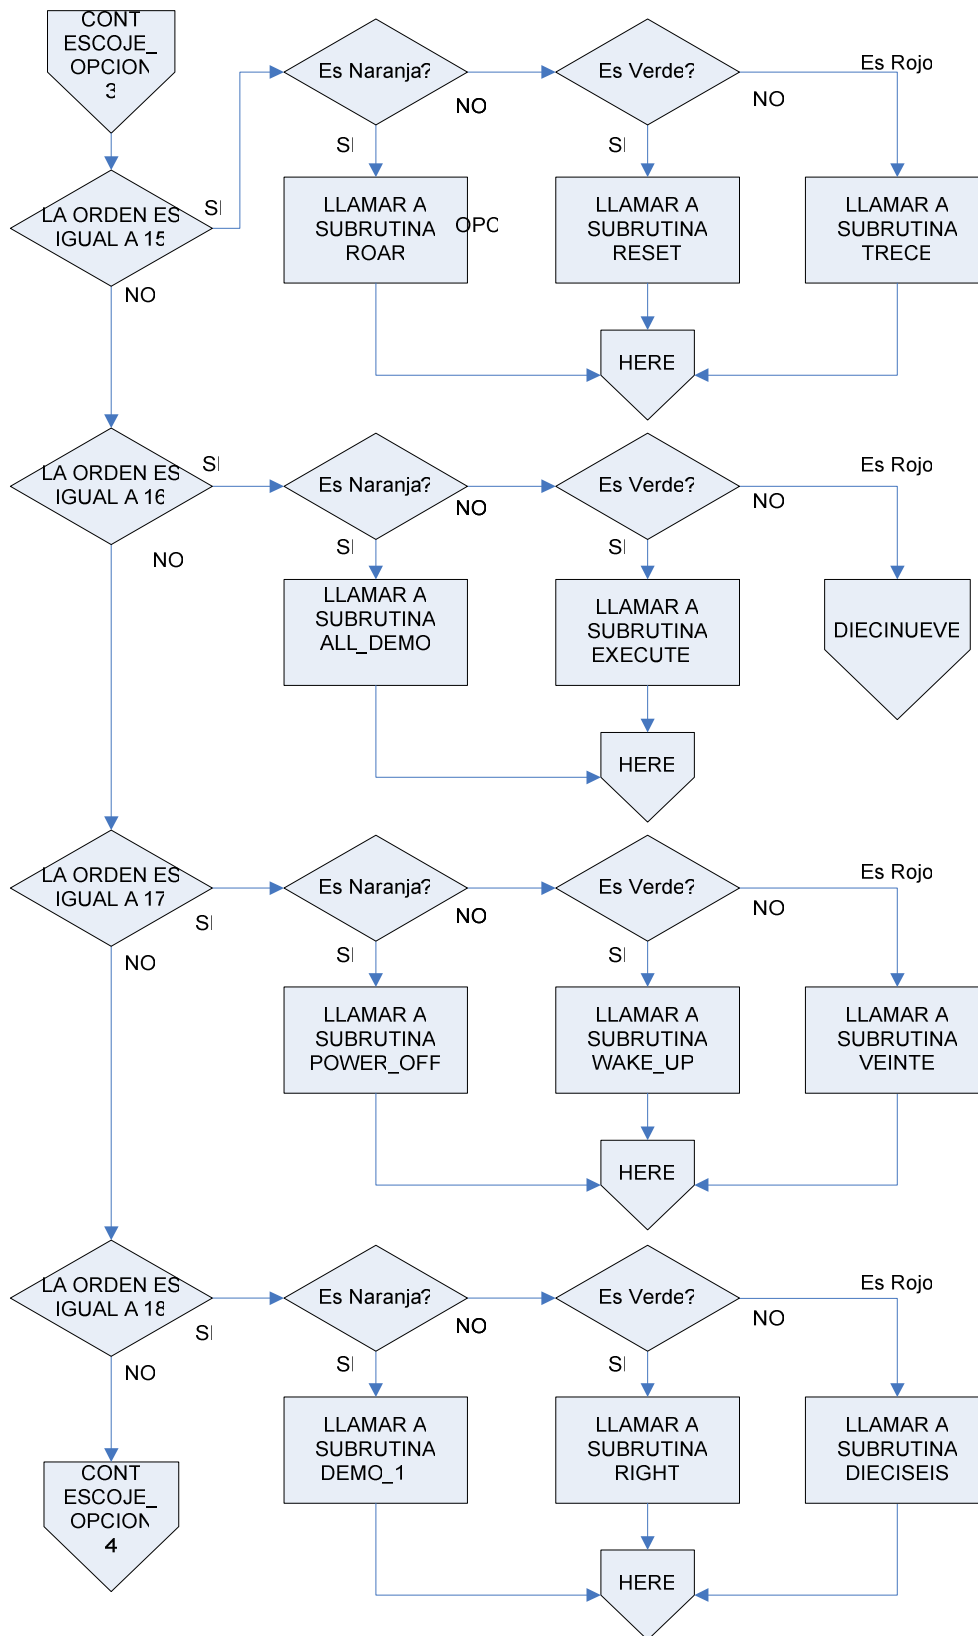 CONT
ESCOJE_
OPCION
3
Es Naranja?
Es Verde?
Es Rojo
NO
NO
SI
SI
LA ORDEN ES
IGUAL A 15
SI
NO
LLAMAR A
SUBRUTINA
ROAR
OPC
LLAMAR A
SUBRUTINA
RESET
LLAMAR A
SUBRUTINA
TRECE
HERE
LA ORDEN ES
IGUAL A 16
SI
NO
Es Naranja?
NO
SI
Es Verde?
NO
SI
Es Rojo
LLAMAR A
SUBRUTINA
ALL_DEMO
LLAMAR A
SUBRUTINA
EXECUTE
DIECINUEVE
HERE
LA ORDEN ES
IGUAL A 17
SI
NO
Es Naranja?
NO
SI
Es Verde?
NO
SI
Es Rojo
LLAMAR A
SUBRUTINA
POWER_OFF
LLAMAR A
SUBRUTINA
WAKE_UP
LLAMAR A
SUBRUTINA
VEINTE
HERE
LA ORDEN ES
IGUAL A 18
SI
NO
Es Naranja?
NO
SI
Es Verde?
NO
SI
Es Rojo
LLAMAR A
SUBRUTINA
DEMO_1
LLAMAR A
SUBRUTINA
RIGHT
LLAMAR A
SUBRUTINA
DIECISEIS
CONT
ESCOJE_
OPCION
4
HERE